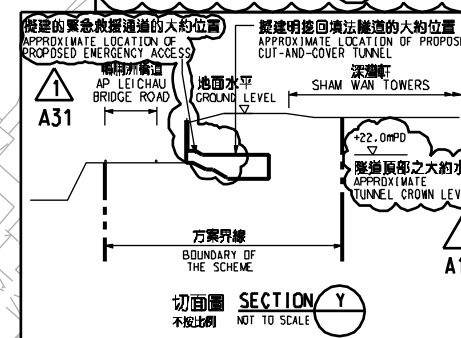 擬建的緊急救援通道的大約位置
APPROXIMATE LOCATION OF
PROPOSED EMERGENCY ACCESS
擬建明挖回填法隧道的大約位置
APPROXIMATE LOCATION OF PROPOS
CUT-AND-COVER TUNNEL
1
A31
鴨脷洲橋道
AP LEICHAU
BRIDGE ROAD
地面水平
GROUND LEVEL
深灣軒
SHAM WAN TOWERS
+22.0mPD
隧道頂部之大約水
APPROXIMATE
TUNNEL CROWN LEV
A1
方案界線
BOUNDARY OF
THE SCHEME
切面圖 SECTION Y
不按比例 NOT TO SCALE